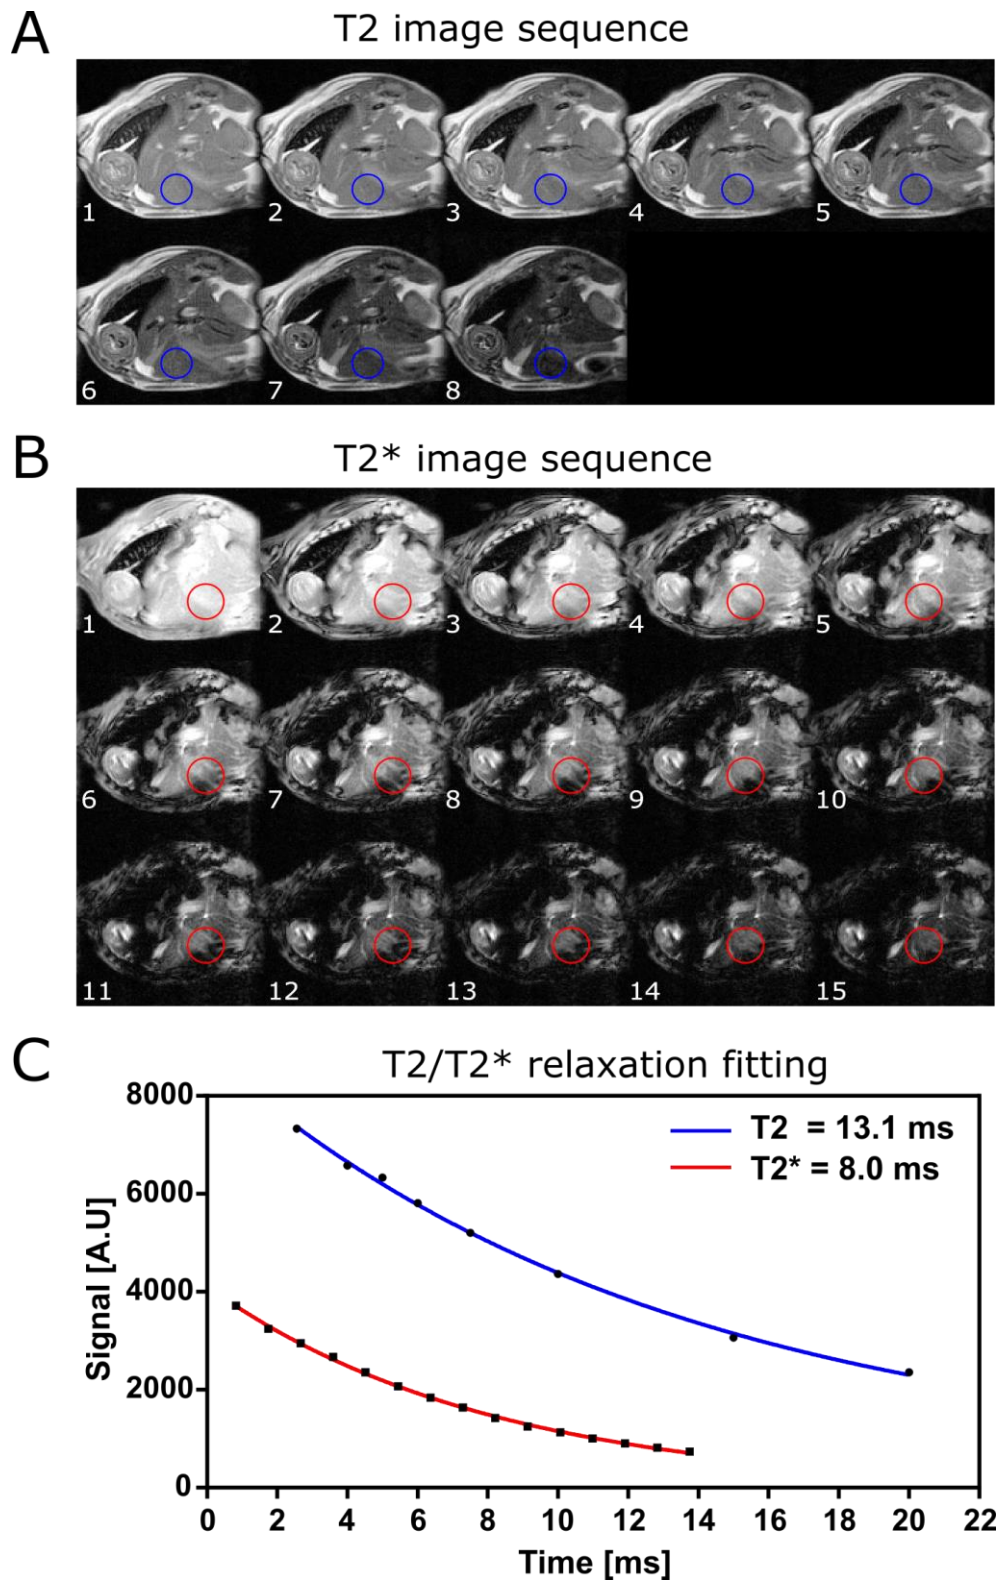 A
T2 image sequence
1 2 3 4 5
6 7 8
B
T2* image sequence
1 2 3 4 5
6 7 8 9 10
11 12 13 14 15
C
T2/T2* relaxation fitting
8000
6000
4000
2000
0
Signal [A.U]
T2 = 13.1 ms
T2* = 8.0 ms
0 2 4 6 8 10 12 14 16 18 20 22
Time [ms]